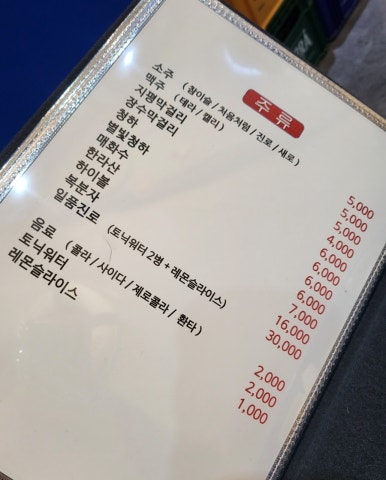 주 류
소주 (참이슬 / 처음처럼 / 진로 / 새로) 5,000
맥주 (테라 / 켈리) 5,000
지평막걸리 5,000
장수막걸리 4,000
청하 6,000
별빛청하 6,000
매화수 6,000
한라산 6,000
하이볼 7,000
복분자 16,000
일품진로 (토닉워터 2병 + 레몬슬라이스) 30,000
음료 (콜라 / 사이다 / 제로콜라 / 환타) 2,000
토닉워터 2,000
레몬슬라이스 1,000